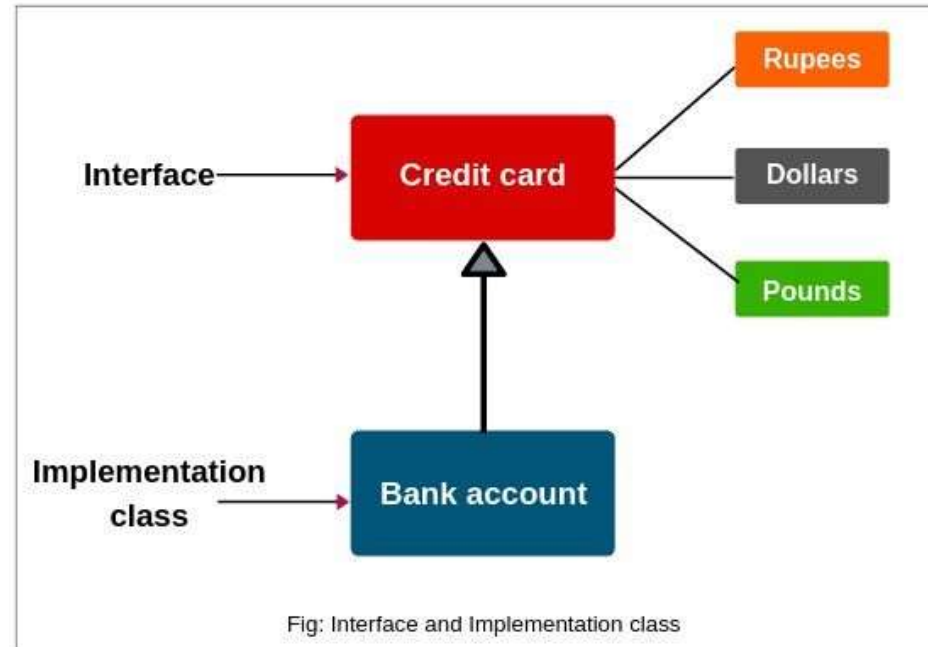 Rupees
Interface
Credit card
Dollars
Pounds
Implementation
class
Bank account
Fig: Interface and Implementation class